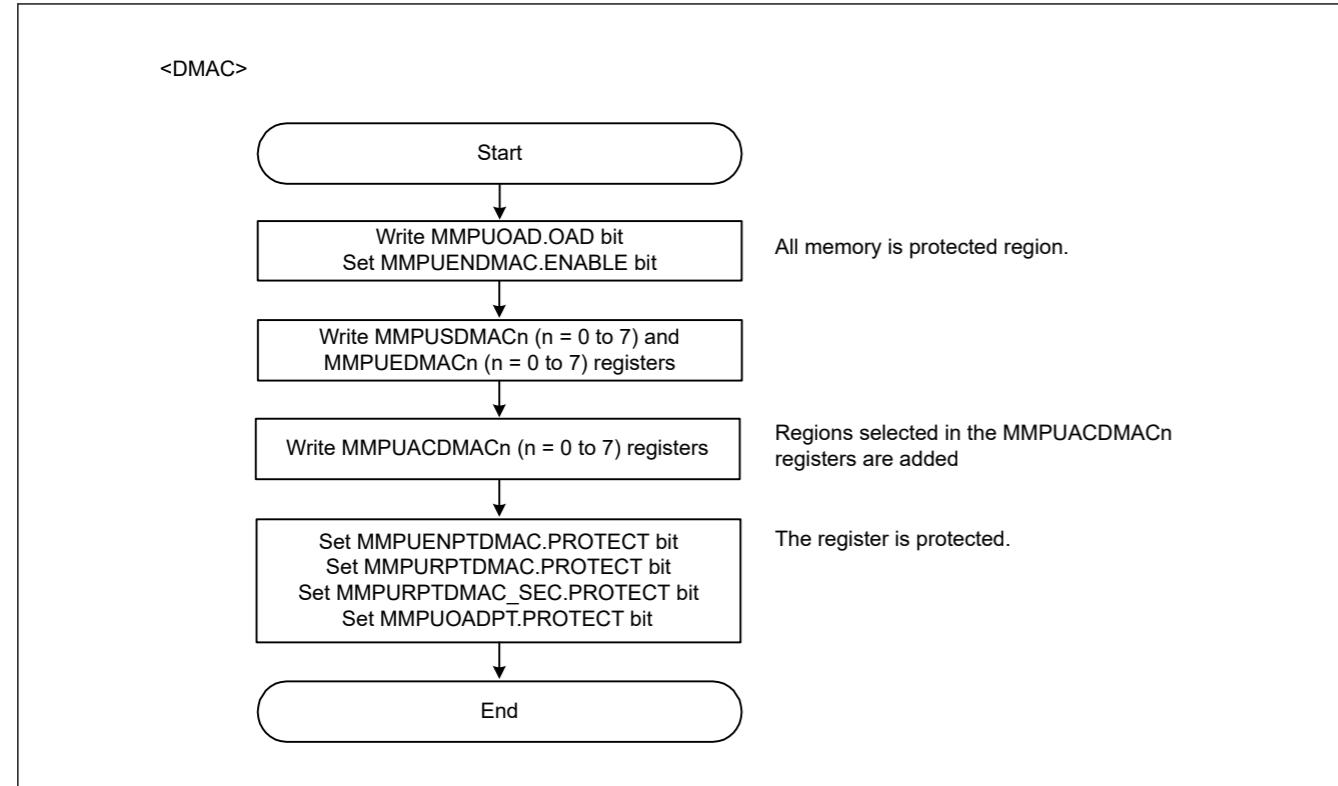 <DMAC>
Start
Write MMPUOAD.OAD bit
Set MMPUENDMAC.ENABLE bit
All memory is protected region.
Write MMPUSDMACn (n = 0 to 7) and
MMPUEDMACn (n = 0 to 7) registers
Write MMPUACDMACn (n = 0 to 7) registers
Regions selected in the MMPUACDMACn
registers are added
Set MMPUENPTDMAC.PROTECT bit
Set MMPURPTDMAC.PROTECT bit
Set MMPURPTDMAC_SEC.PROTECT bit
Set MMPUOADPT.PROTECT bit
The register is protected.
End